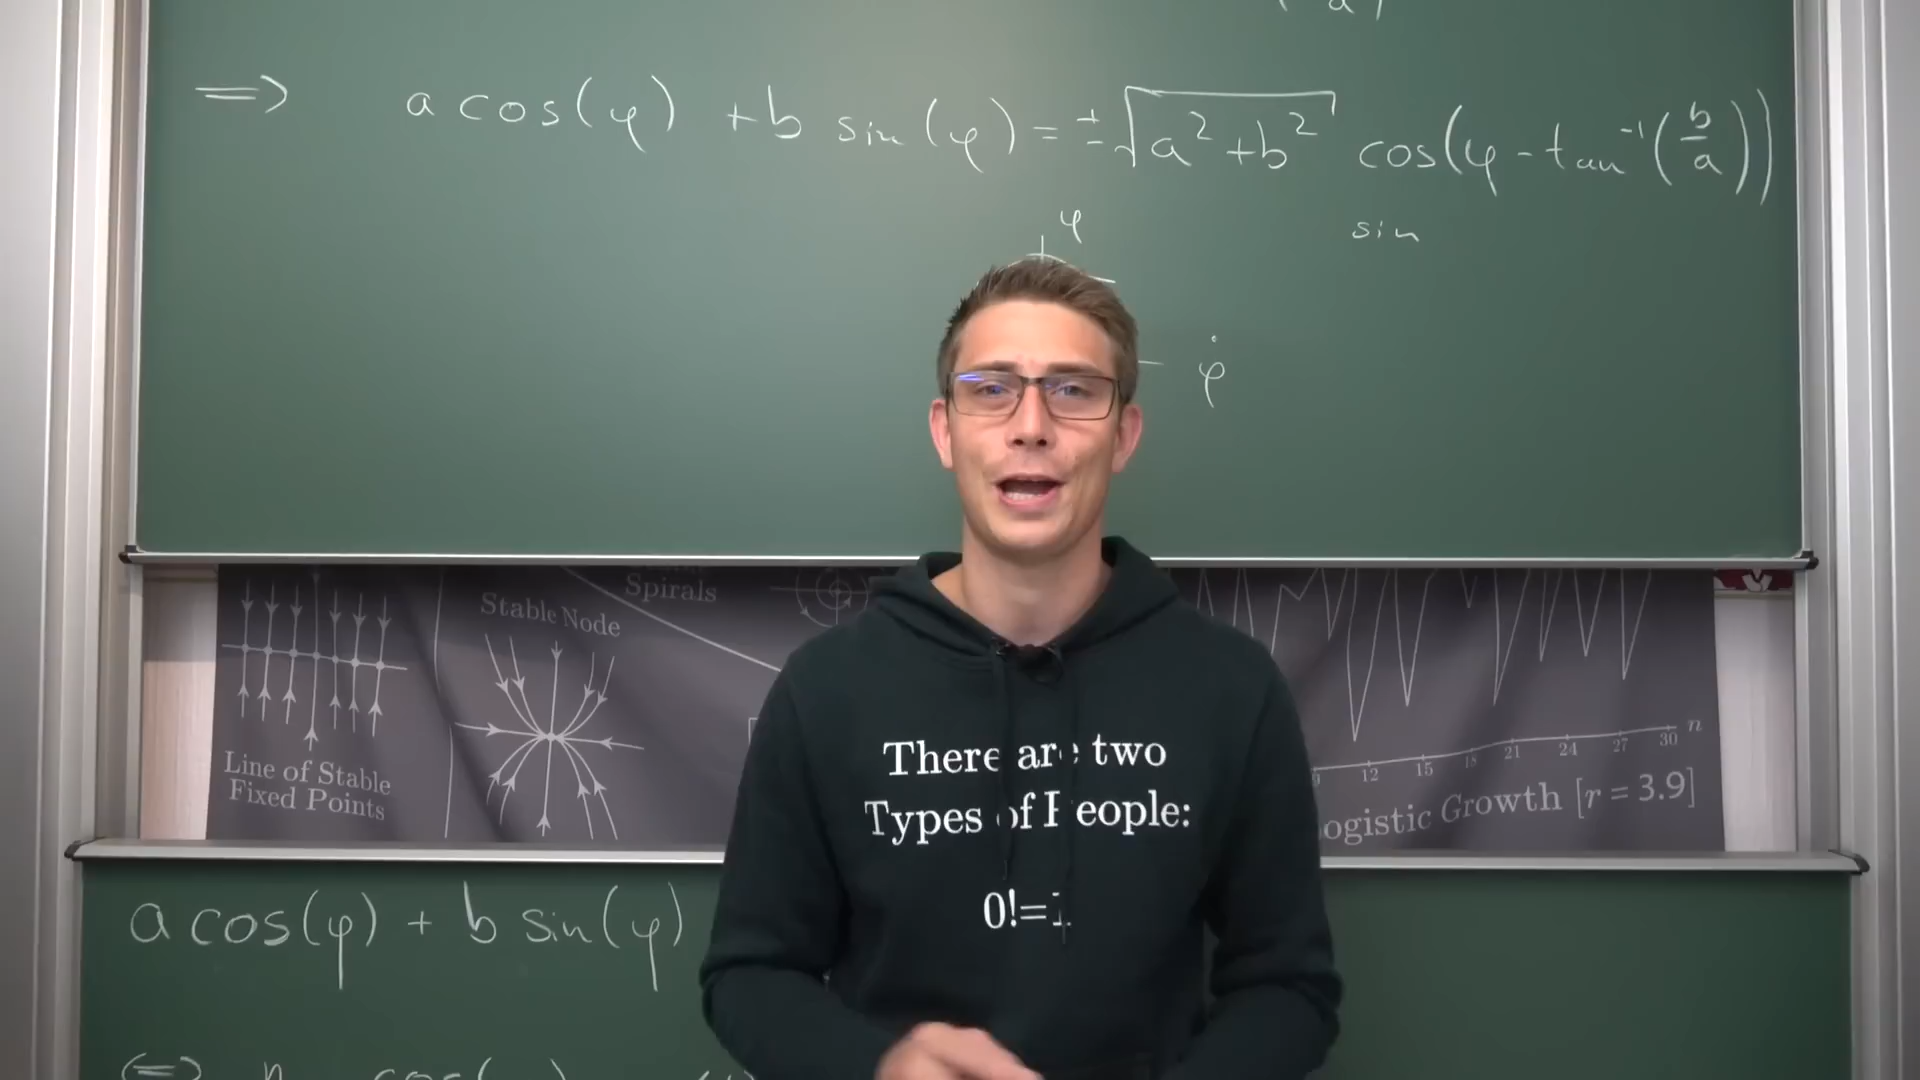 ⟹ a cos(φ) + b sin(φ) = ±√(a²+b²) cos(φ - tan⁻¹(b/a))
φ
sin
φ̇
Spirals
Stable Node
Line of Stable
Fixed Points
12 15 18 21 24 27 30 n
Logistic Growth [r = 3.9]
There are two
Types of People:
0!=1
a cos(φ) + b sin(φ)